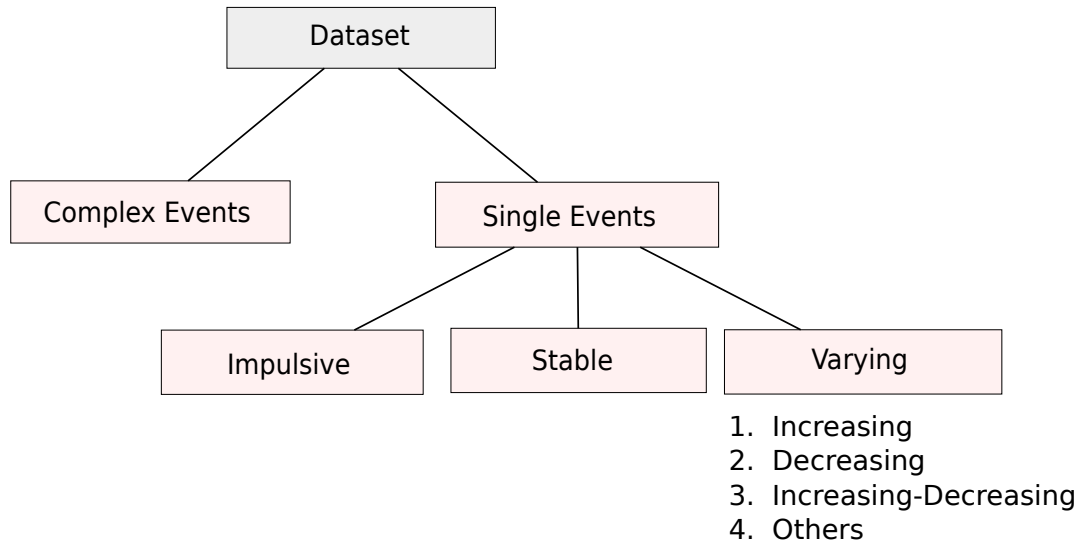 Dataset
Complex Events
Single Events
Impulsive
Stable
Varying
1. Increasing
2. Decreasing
3. Increasing-Decreasing
4. Others